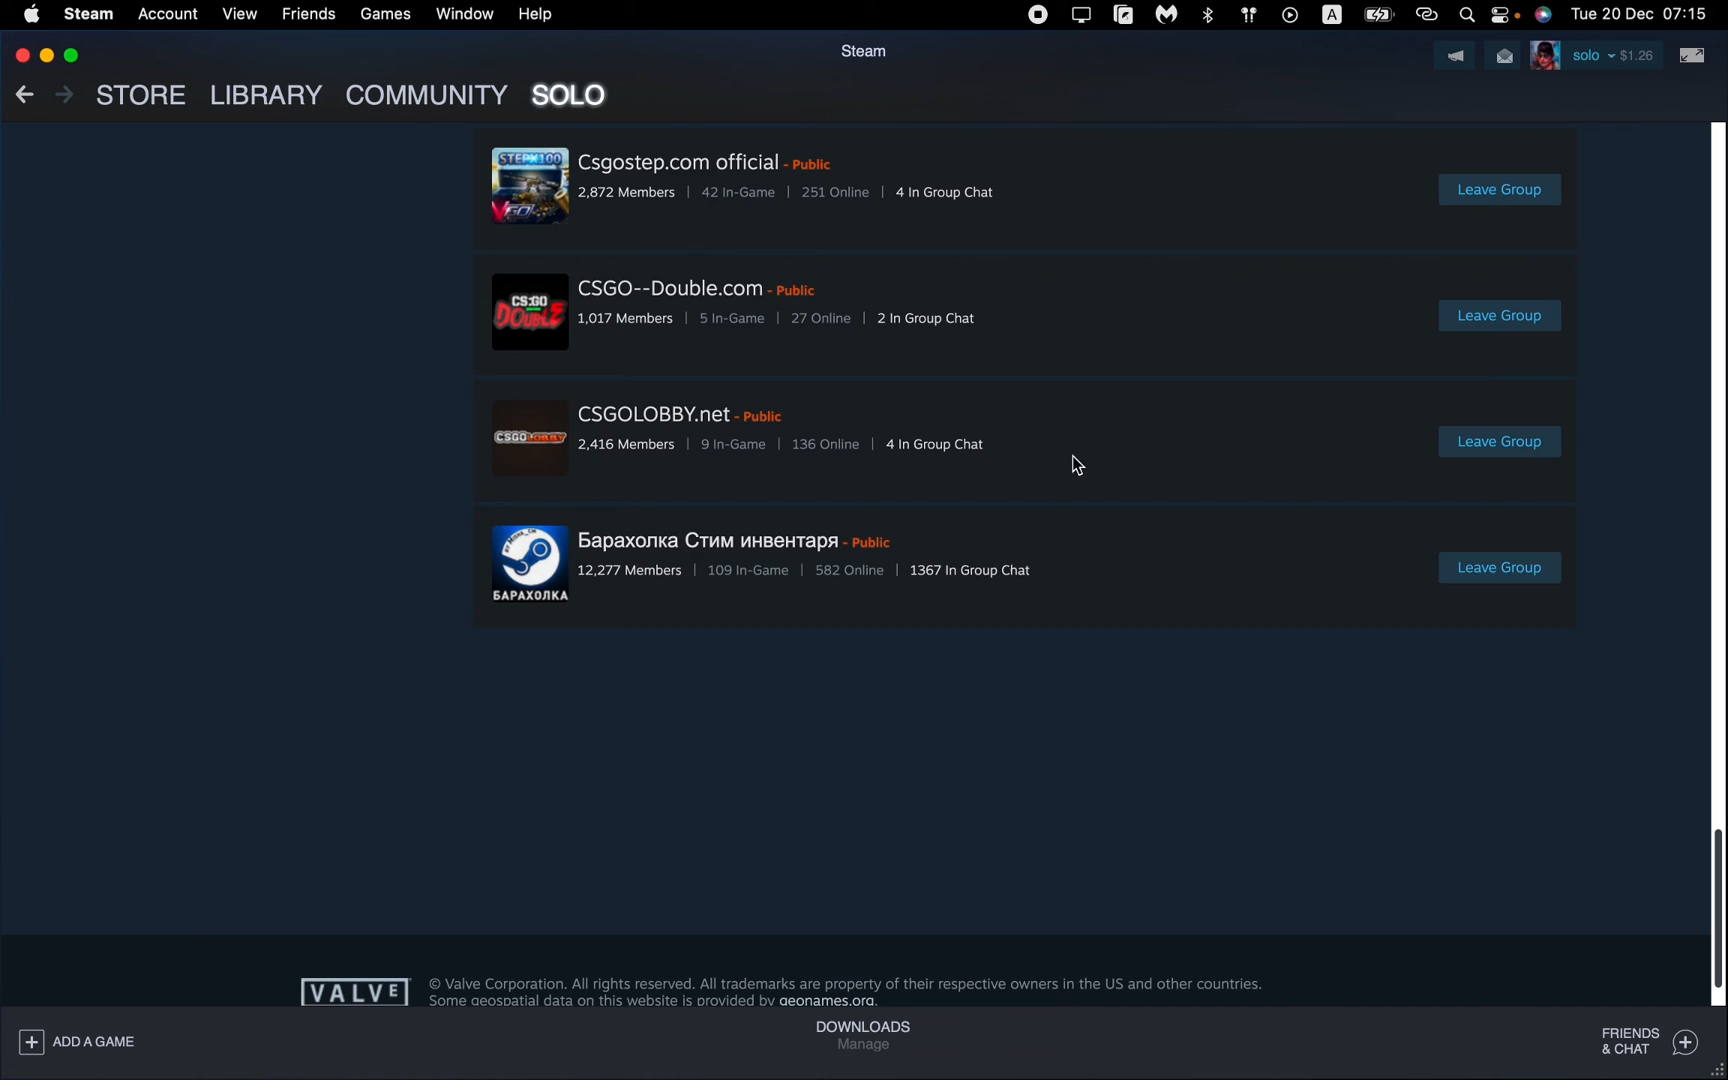 Steam Account View Friends Games Window Help A Tue 20 Dec 07:15
Steam
solo $1.26
STORE LIBRARY COMMUNITY SOLO
STEPX100
VGO
Csgostep.com official - Public
2,872 Members | 42 In-Game | 251 Online | 4 In Group Chat
Leave Group
CS:GO
DOUBLE
CSGO--Double.com - Public
1,017 Members | 5 In-Game | 27 Online | 2 In Group Chat
Leave Group
CSGOLOBBY
CSGOLOBBY.net - Public
2,416 Members | 9 In-Game | 136 Online | 4 In Group Chat
Leave Group
БАРАХОЛКА
Барахолка Стим инвентаря - Public
12,277 Members | 109 In-Game | 582 Online | 1367 In Group Chat
Leave Group
VALVE
© Valve Corporation. All rights reserved. All trademarks are property of their respective owners in the US and other countries.
Some geospatial data on this website is provided by geonames.org.
ADD A GAME
DOWNLOADS
Manage
FRIENDS
& CHAT